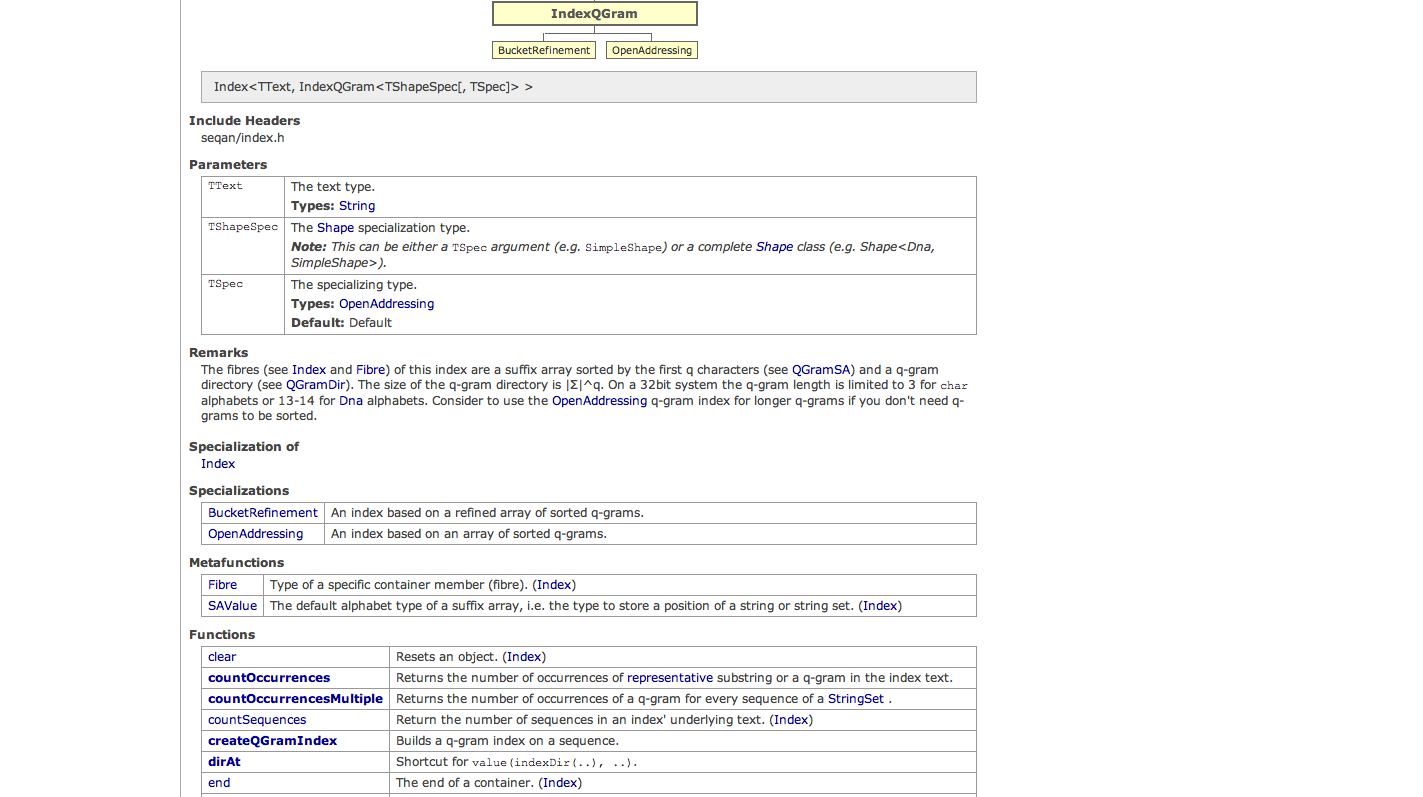 IndexQGram
BucketRefinement OpenAddressing
Index<TText, IndexQGram<TShapeSpec[, TSpec]> >
Include Headers
seqan/index.h
Parameters
TText The text type.
Types: String
TShapeSpec The Shape specialization type.
Note: This can be either a TSpec argument (e.g. SimpleShape) or a complete Shape class (e.g. Shape<Dna,
SimpleShape>).
TSpec The specializing type.
Types: OpenAddressing
Default: Default
Remarks
The fibres (see Index and Fibre) of this index are a suffix array sorted by the first q characters (see QGramSA) and a q-gram
directory (see QGramDir). The size of the q-gram directory is |Σ|^q. On a 32bit system the q-gram length is limited to 3 for char
alphabets or 13-14 for Dna alphabets. Consider to use the OpenAddressing q-gram index for longer q-grams if you don't need q-
grams to be sorted.
Specialization of
Index
Specializations
BucketRefinement An index based on a refined array of sorted q-grams.
OpenAddressing An index based on an array of sorted q-grams.
Metafunctions
Fibre Type of a specific container member (fibre). (Index)
SAValue The default alphabet type of a suffix array, i.e. the type to store a position of a string or string set. (Index)
Functions
clear Resets an object. (Index)
countOccurrences Returns the number of occurrences of representative substring or a q-gram in the index text.
countOccurrencesMultiple Returns the number of occurrences of a q-gram for every sequence of a StringSet .
countSequences Return the number of sequences in an index' underlying text. (Index)
createQGramIndex Builds a q-gram index on a sequence.
dirAt Shortcut for value(indexDir(..), ..).
end The end of a container. (Index)